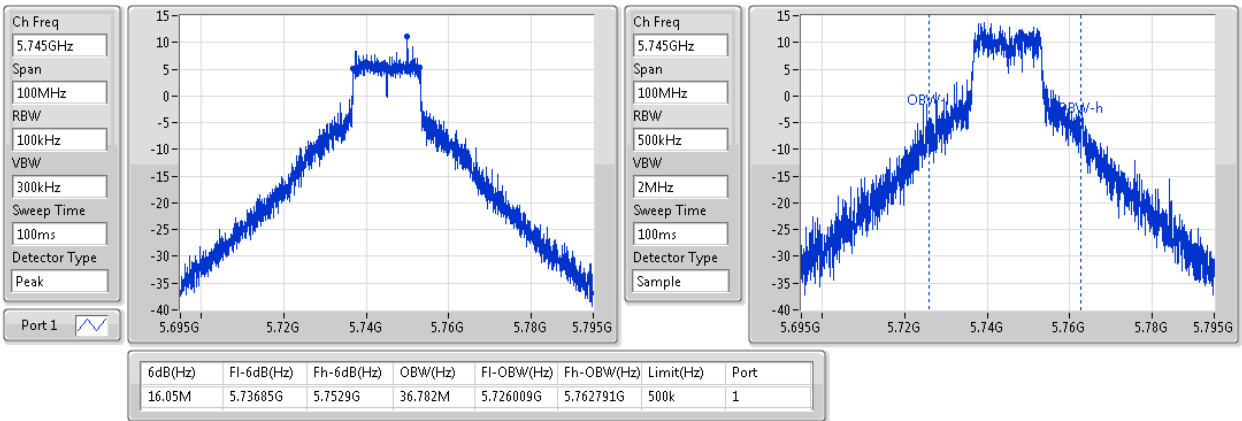 Ch Freq
5.745GHz
Span
100MHz
RBW
100kHz
VBW
300kHz
Sweep Time
100ms
Detector Type
Peak
Port 1
15
10
5
0
-5
-10
-15
-20
-25
-30
-35
-40
5.695G 5.72G 5.74G 5.76G 5.78G 5.795G
Ch Freq
5.745GHz
Span
100MHz
RBW
500kHz
VBW
2MHz
Sweep Time
100ms
Detector Type
Sample
15
10
5
0
-5
-10
-15
-20
-25
-30
-35
-40
OBW-l
OBW-h
5.695G 5.72G 5.74G 5.76G 5.78G 5.795G
6dB(Hz) Fl-6dB(Hz) Fh-6dB(Hz) OBW(Hz) Fl-OBW(Hz) Fh-OBW(Hz) Limit(Hz) Port
16.05M 5.73685G 5.7529G 36.782M 5.726009G 5.762791G 500k 1